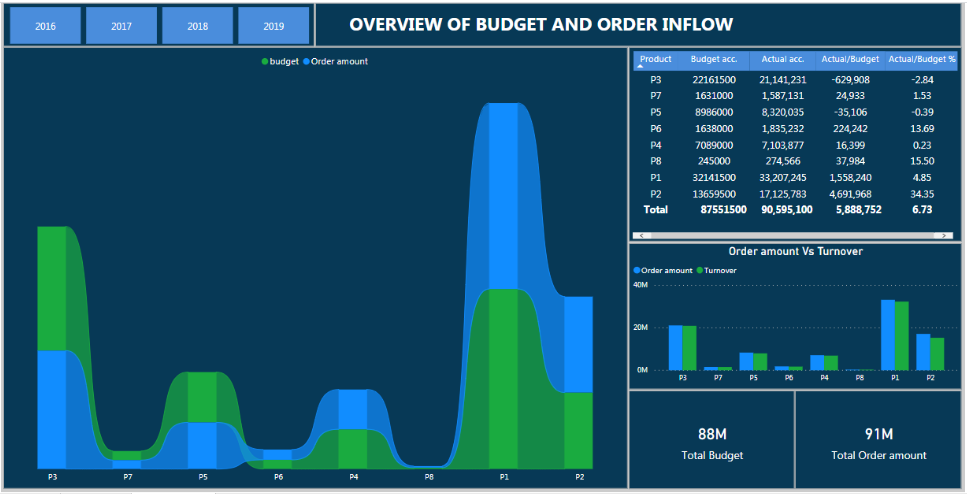 2016 2017 2018 2019 OVERVIEW OF BUDGET AND ORDER INFLOW
budget Order amount
P3 P7 P5 P6 P4 P8 P1 P2
Product Budget acc. Actual acc. Actual/Budget Actual/Budget %
P3 22161500 21,141,231 -629,908 -2.84
P7 1631000 1,587,131 24,933 1.53
P5 8986000 8,320,035 -35,106 -0.39
P6 1638000 1,835,232 224,242 13.69
P4 7089000 7,103,877 16,399 0.23
P8 245000 274,566 37,984 15.50
P1 32141500 33,207,245 1,558,240 4.85
P2 13659500 17,125,783 4,691,968 34.35
Total 87551500 90,595,100 5,888,752 6.73
Order amount Vs Turnover
Order amount Turnover
40M
20M
0M
P3 P7 P5 P6 P4 P8 P1 P2
88M
Total Budget
91M
Total Order amount